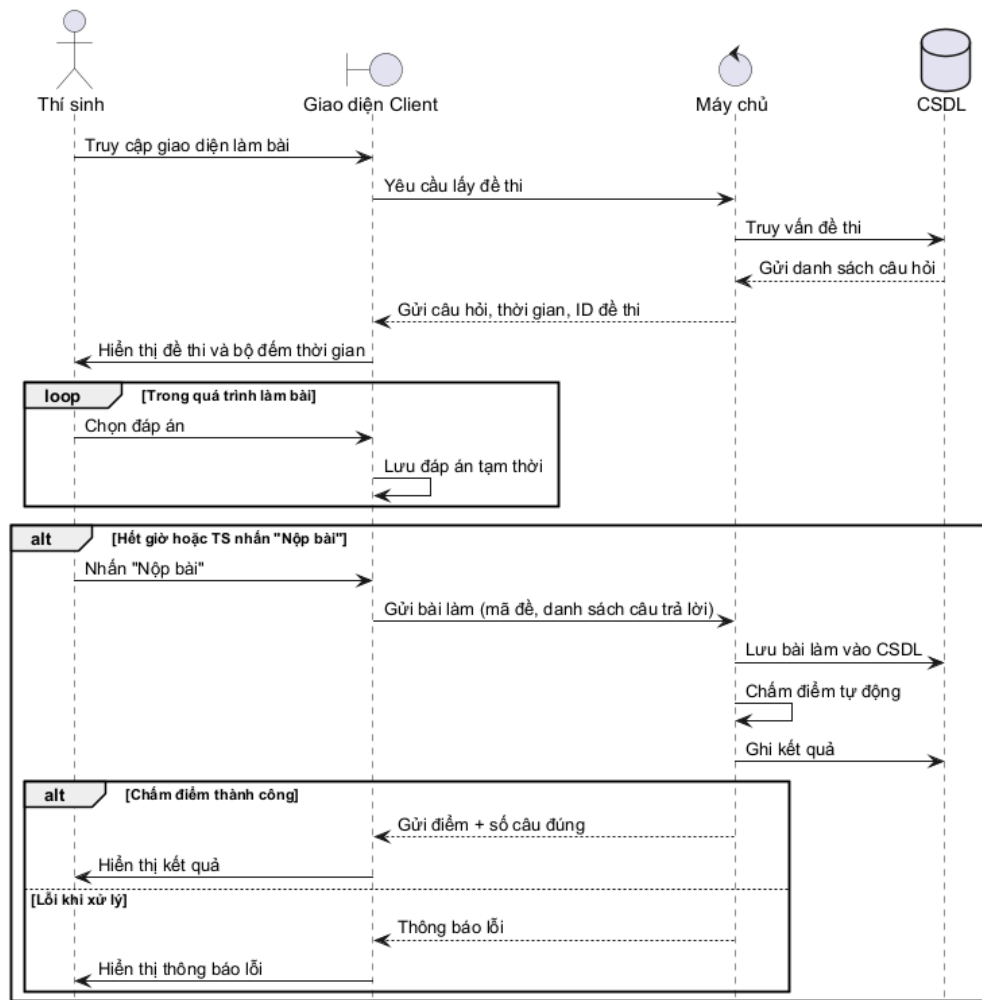 Thí sinh
Giao diện Client
Máy chủ
CSDL
Truy cập giao diện làm bài
Yêu cầu lấy đề thi
Truy vấn đề thi
Gửi danh sách câu hỏi
Gửi câu hỏi, thời gian, ID đề thi
Hiển thị đề thi và bộ đếm thời gian
loop [Trong quá trình làm bài]
Chọn đáp án
Lưu đáp án tạm thời
alt [Hết giờ hoặc TS nhấn "Nộp bài"]
Nhấn "Nộp bài"
Gửi bài làm (mã đề, danh sách câu trả lời)
Lưu bài làm vào CSDL
Chấm điểm tự động
Ghi kết quả
alt [Chấm điểm thành công]
Gửi điểm + số câu đúng
Hiển thị kết quả
[Lỗi khi xử lý]
Thông báo lỗi
Hiển thị thông báo lỗi